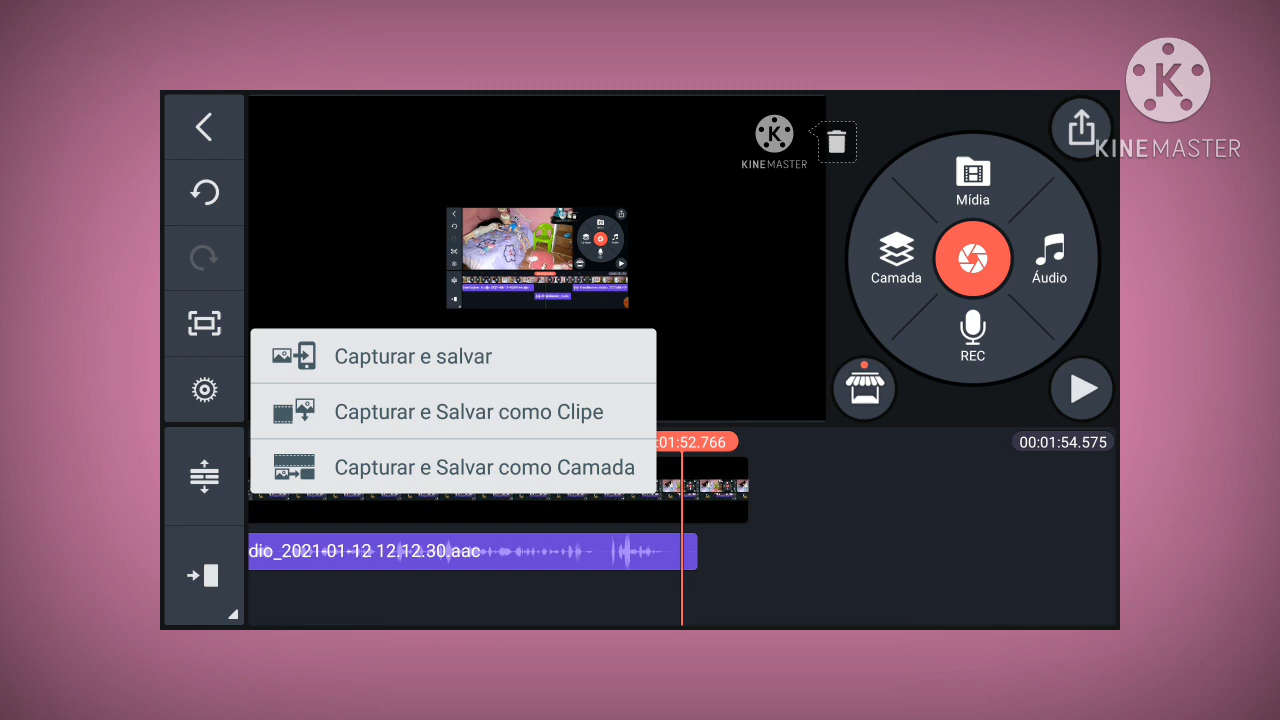 KINEMASTER
KINEMASTER
Mídia
Camada
Áudio
REC
Capturar e salvar
Capturar e Salvar como Clipe
Capturar e Salvar como Camada
:01:52.766
00:01:54.575
dio_2021-01-12 12.12.30.aac